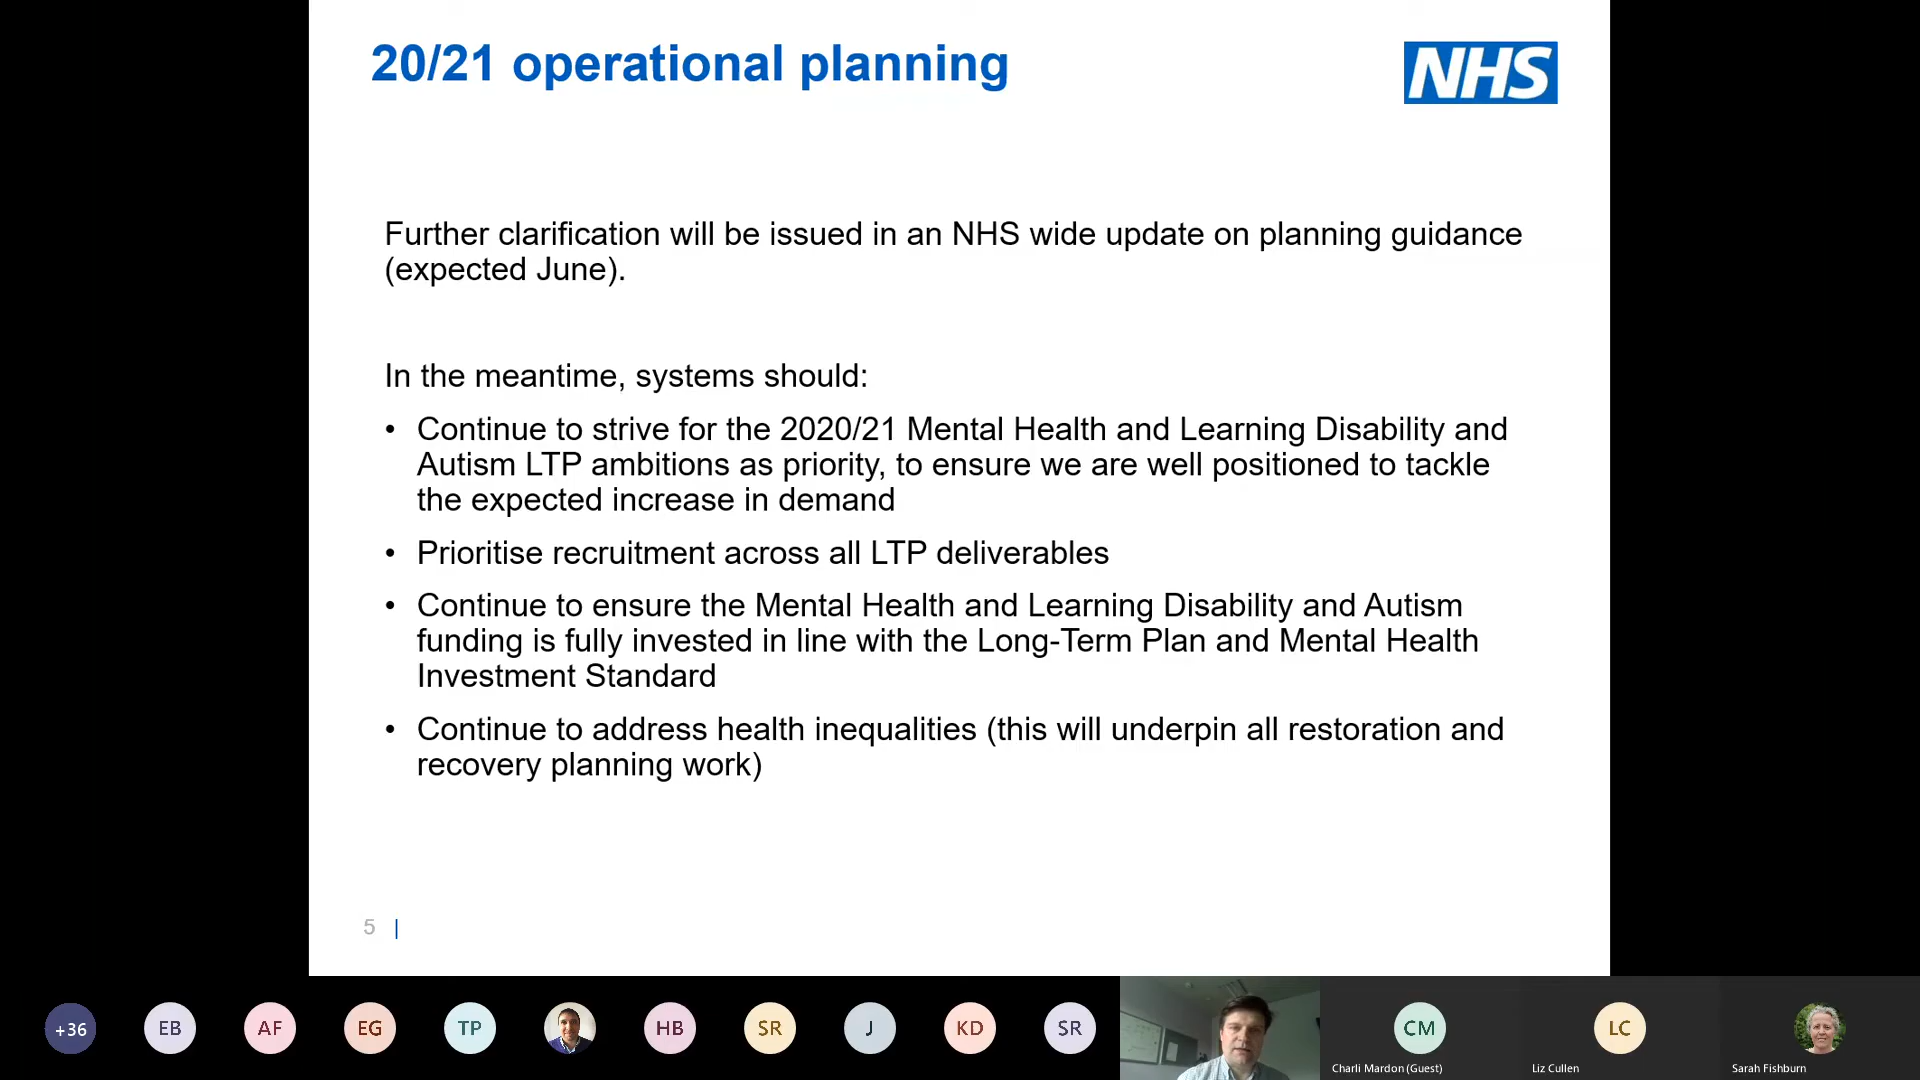 20/21 operational planning
NHS
Further clarification will be issued in an NHS wide update on planning guidance
(expected June).
In the meantime, systems should:
• Continue to strive for the 2020/21 Mental Health and Learning Disability and
Autism LTP ambitions as priority, to ensure we are well positioned to tackle
the expected increase in demand
• Prioritise recruitment across all LTP deliverables
• Continue to ensure the Mental Health and Learning Disability and Autism
funding is fully invested in line with the Long-Term Plan and Mental Health
Investment Standard
• Continue to address health inequalities (this will underpin all restoration and
recovery planning work)
5 |
+36 EB AF EG TP HB SR J KD SR CM LC
Charli Mardon (Guest) Liz Cullen Sarah Fishburn